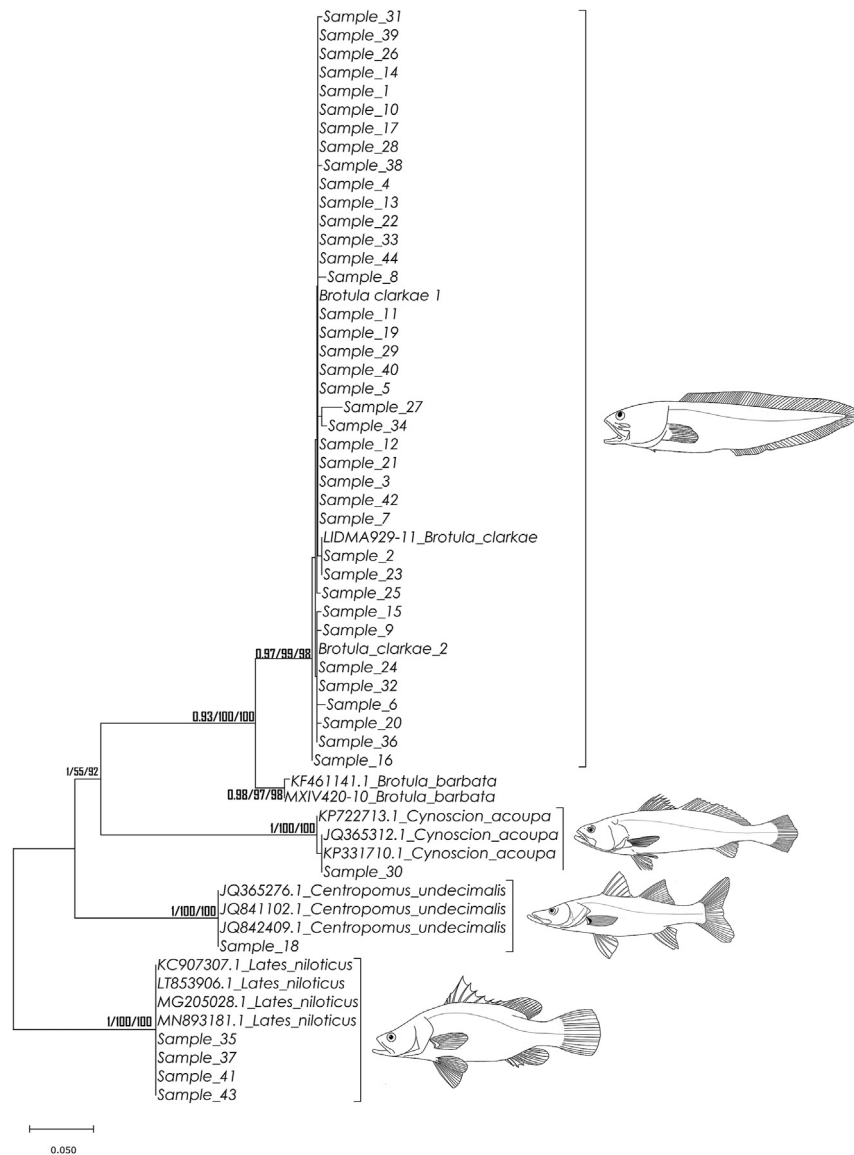 Sample_31
Sample_39
Sample_26
Sample_14
Sample_1
Sample_10
Sample_17
Sample_28
Sample_38
Sample_4
Sample_13
Sample_22
Sample_33
Sample_44
Sample_8
Brotula clarkae 1
Sample_11
Sample_19
Sample_29
Sample_40
Sample_5
Sample_27
Sample_34
Sample_12
Sample_21
Sample_3
Sample_42
Sample_7
LIDMA929-11_Brotula_clarkae
Sample_2
Sample_23
Sample_25
Sample_15
Sample_9
0.97/99/98
Brotula_clarkae_2
Sample_24
Sample_32
Sample_6
0.93/100/100
Sample_20
Sample_36
Sample_16
1/55/92
KF461141.1_Brotula_barbata
0.98/97/98
MXIV420-10_Brotula_barbata
KP722713.1_Cynoscion_acoupa
1/100/100
JQ365312.1_Cynoscion_acoupa
KP331710.1_Cynoscion_acoupa
Sample_30
JQ365276.1_Centropomus_undecimalis
1/100/100
JQ841102.1_Centropomus_undecimalis
JQ842409.1_Centropomus_undecimalis
Sample_18
KC907307.1_Lates_niloticus
LT853906.1_Lates_niloticus
MG205028.1_Lates_niloticus
1/100/100
MN893181.1_Lates_niloticus
Sample_35
Sample_37
Sample_41
Sample_43
0.050